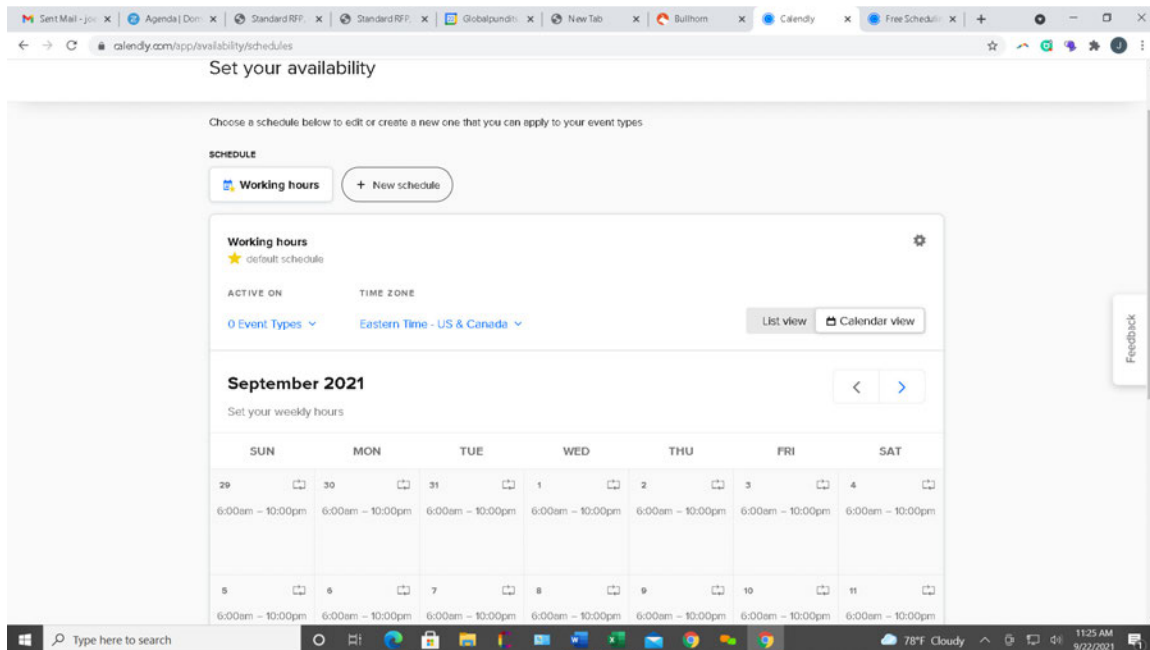 Sent Mail - joe
Agenda | Dom
Standard RFP,
Standard RFP,
Globalpundits
New Tab
Bullhorn
Calendly
Free Scheduli
calendly.com/app/availability/schedules
J
Set your availability
Choose a schedule below to edit or create a new one that you can apply to your event types
SCHEDULE
Working hours
+ New schedule
Working hours
default schedule
ACTIVE ON TIME ZONE
0 Event Types Eastern Time - US & Canada
List view Calendar view
Feedback
September 2021
Set your weekly hours
SUN MON TUE WED THU FRI SAT
29 30 31 1 2 3 4
6:00am – 10:00pm 6:00am – 10:00pm 6:00am – 10:00pm 6:00am – 10:00pm 6:00am – 10:00pm 6:00am – 10:00pm 6:00am – 10:00pm
5 6 7 8 9 10 11
6:00am – 10:00pm 6:00am – 10:00pm 6:00am – 10:00pm 6:00am – 10:00pm 6:00am – 10:00pm 6:00am – 10:00pm 6:00am – 10:00pm
Type here to search
78°F Cloudy
11:25 AM
9/22/2021